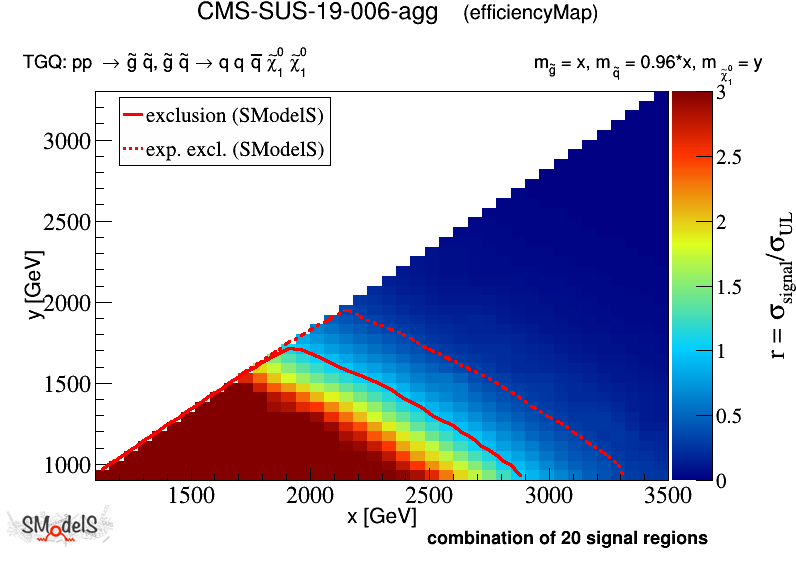 CMS-SUS-19-006-agg (efficiencyMap)
TGQ: pp → g̃ q̃, g̃ q̃ → q q q̅ χ̃₁⁰ χ̃₁⁰
m_g̃ = x, m_q̃ = 0.96*x, m_χ̃₁⁰ = y
exclusion (SModelS)
exp. excl. (SModelS)
3000
2500
2000
1500
1000
y [GeV]
1500 2000 2500 3000 3500
x [GeV]
3
2.5
2
1.5
1
0.5
0
r = σ_signal/σ_UL
SModelS
combination of 20 signal regions